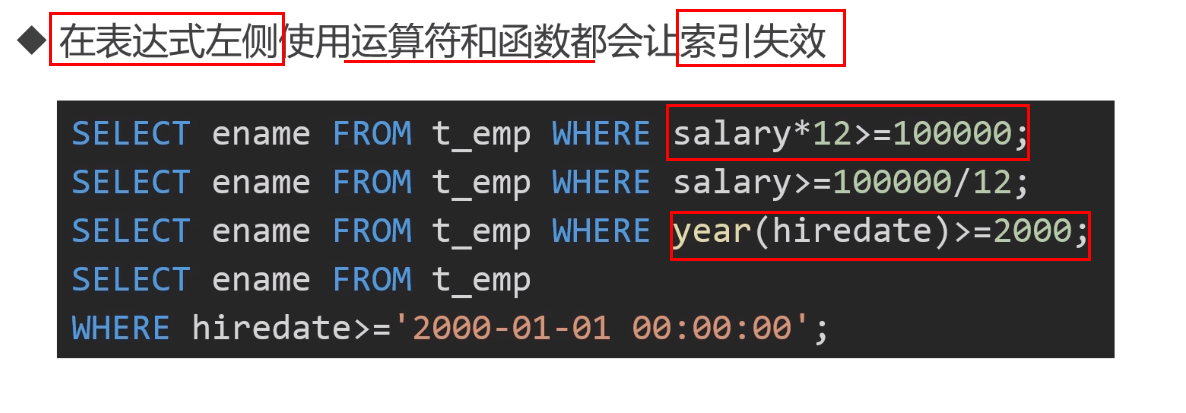 ◆ 在表达式左侧使用运算符和函数都会让索引失效
SELECT ename FROM t_emp WHERE salary*12>=100000;
SELECT ename FROM t_emp WHERE salary>=100000/12;
SELECT ename FROM t_emp WHERE year(hiredate)>=2000;
SELECT ename FROM t_emp
WHERE hiredate>='2000-01-01 00:00:00';